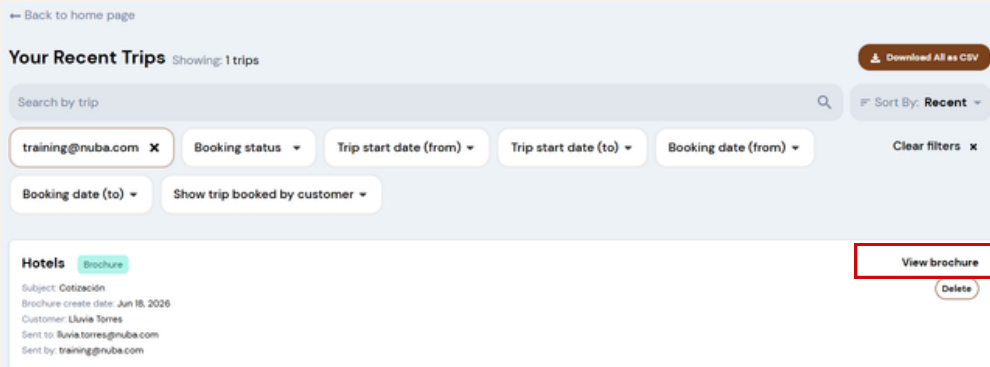 ← Back to home page
Your Recent Trips Showing: 1 trips
Download All as CSV
Search by trip
Sort By: Recent
training@nuba.com ×
Booking status
Trip start date (from)
Trip start date (to)
Booking date (from)
Clear filters ×
Booking date (to)
Show trip booked by customer
Hotels Brochure
View brochure
Subject: Cotización
Delete
Brochure create date: Jun 18, 2026
Customer: Lluvia Torres
Sent to: lluvia.torres@nuba.com
Sent by: training@nuba.com